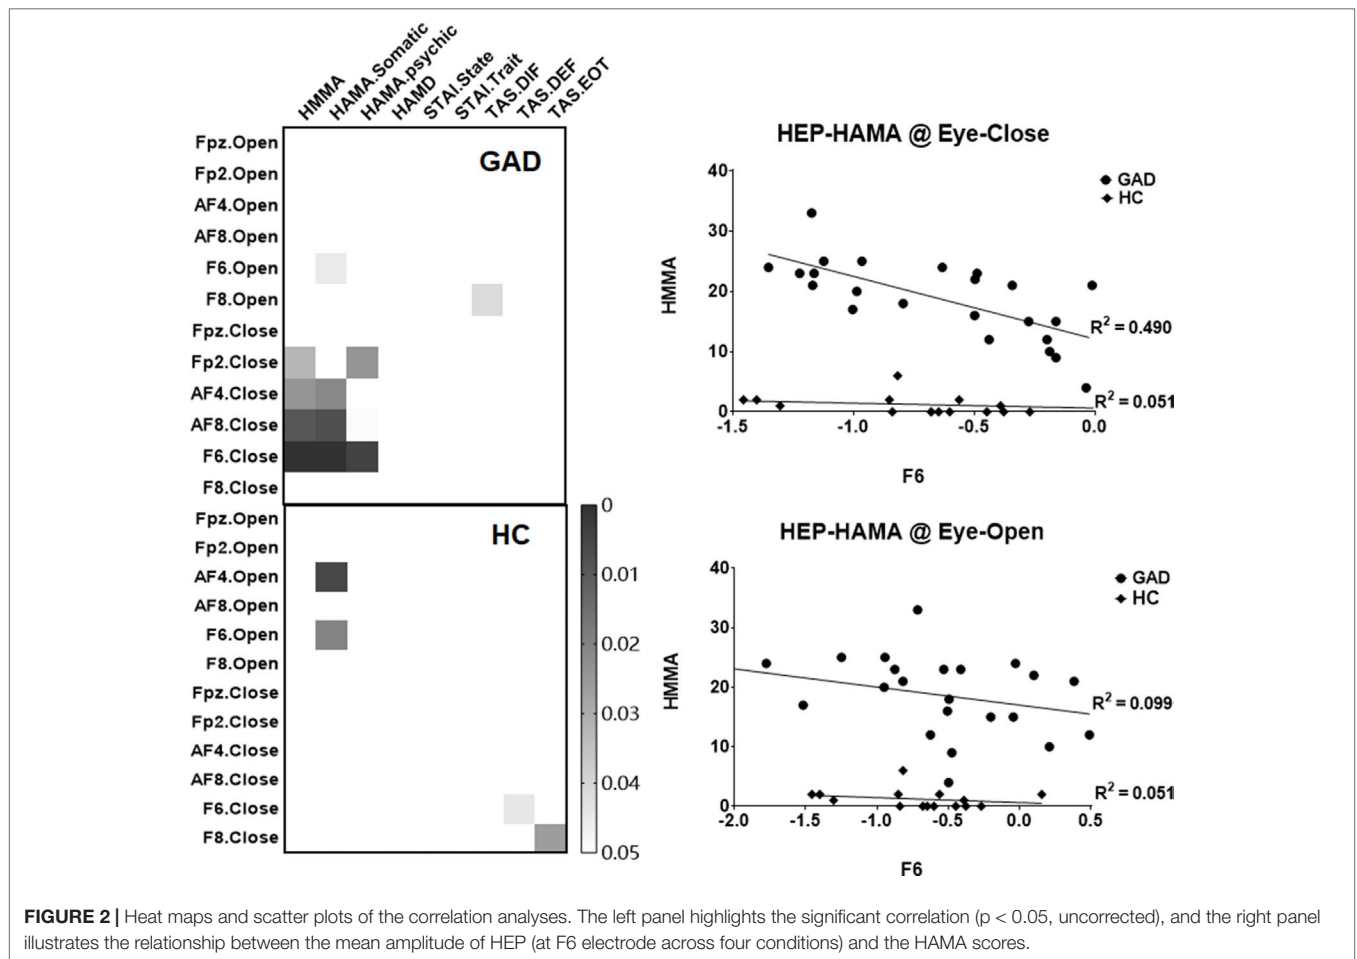 HMMA
HAMA.Somatic
HAMA.psychic
HAMD
STAI.State
STAI.Trait
TAS.DIF
TAS.DEF
TAS.EOT
GAD
Fpz.Open
Fp2.Open
AF4.Open
AF8.Open
F6.Open
F8.Open
Fpz.Close
Fp2.Close
AF4.Close
AF8.Close
F6.Close
F8.Close
HC
Fpz.Open
Fp2.Open
AF4.Open
AF8.Open
F6.Open
F8.Open
Fpz.Close
Fp2.Close
AF4.Close
AF8.Close
F6.Close
F8.Close
0
0.01
0.02
0.03
0.04
0.05
HEP-HAMA @ Eye-Close
GAD
HC
HMMA
40
30
20
10
0
-1.5 -1.0 -0.5 0.0
F6
R² = 0.490
R² = 0.051
HEP-HAMA @ Eye-Open
GAD
HC
HMMA
40
30
20
10
0
-2.0 -1.5 -1.0 -0.5 0.0 0.5
F6
R² = 0.099
R² = 0.051
FIGURE 2 | Heat maps and scatter plots of the correlation analyses. The left panel highlights the significant correlation (p < 0.05, uncorrected), and the right panel
illustrates the relationship between the mean amplitude of HEP (at F6 electrode across four conditions) and the HAMA scores.